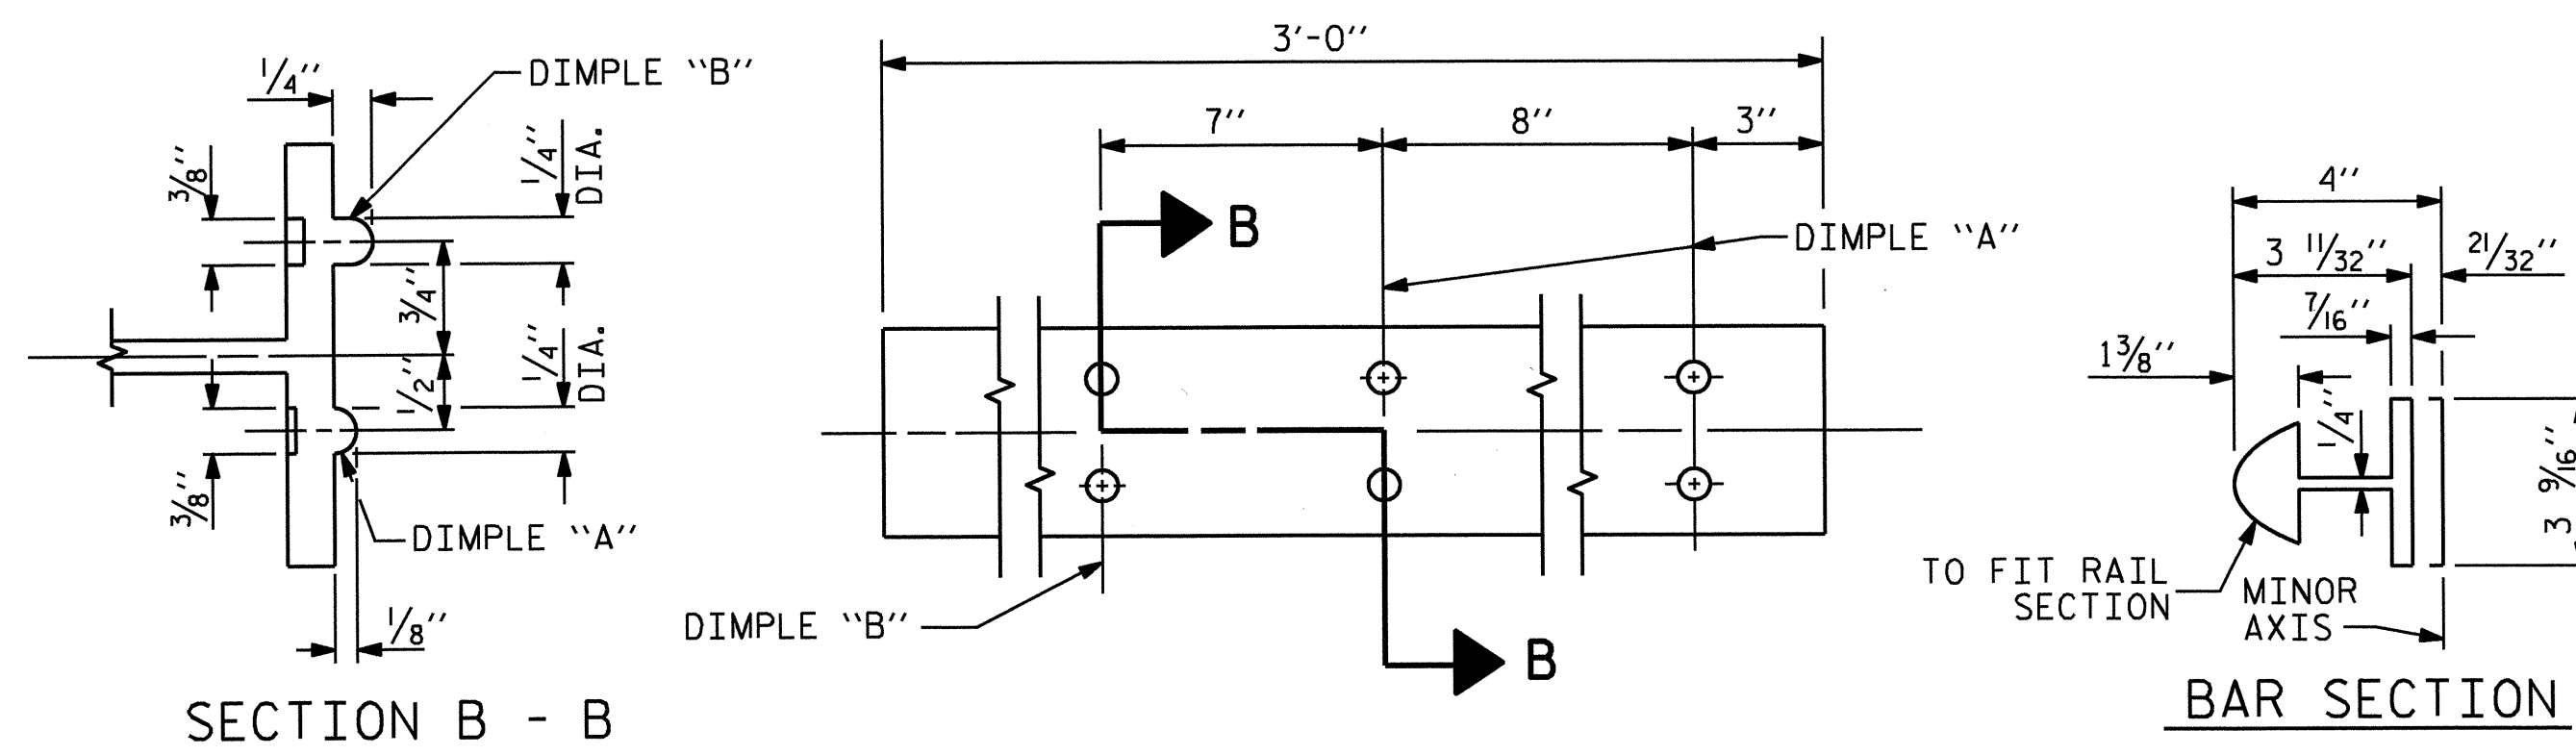 1/4"
DIMPLE "B"
3/8"
1/4" DIA.
3/4"
1/2"
1/4" DIA.
3/8"
DIMPLE "A"
1/8"
SECTION B - B
3'-0"
7"
8"
3"
B
DIMPLE "A"
DIMPLE "B"
B
4"
3 11/32"
21/32"
7/16"
1 3/8"
1/4"
3 9/16"
TO FIT RAIL
SECTION
MINOR
AXIS
BAR SECTION